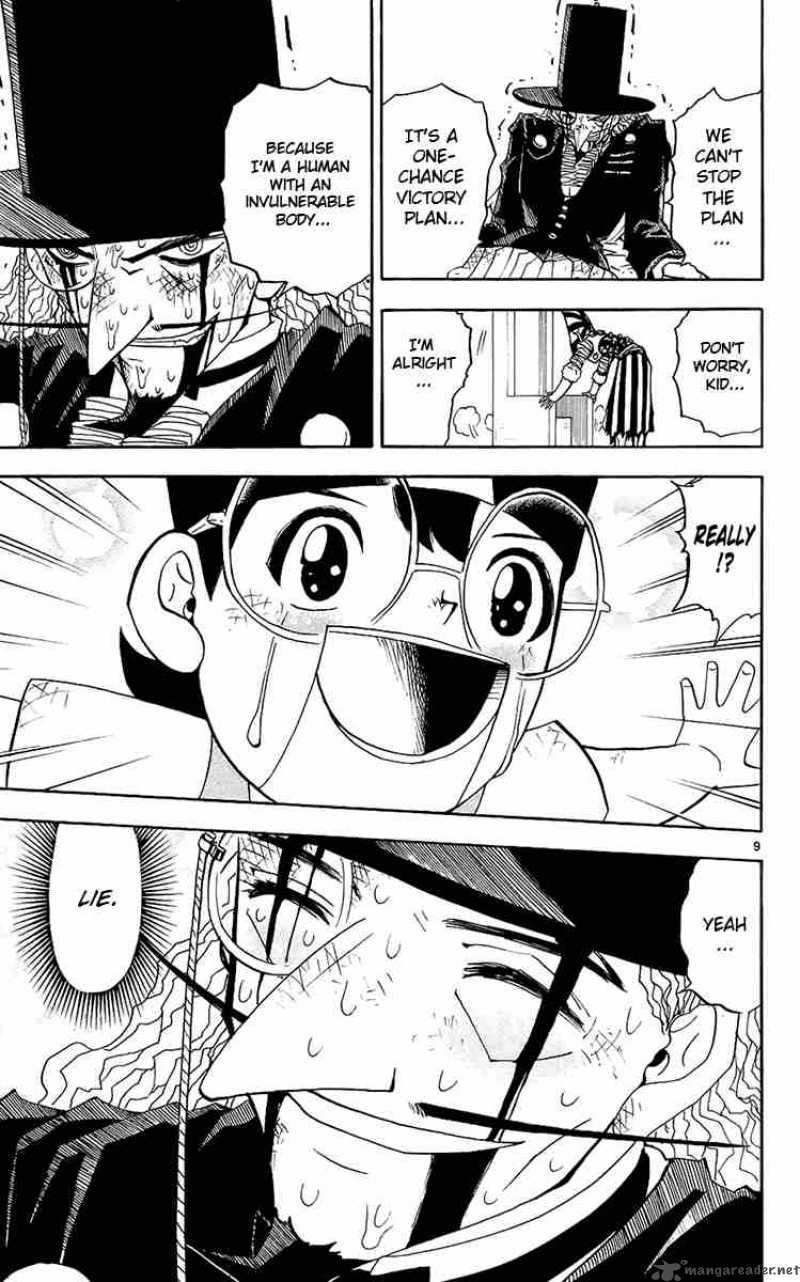 WE
CAN'T
STOP
THE
PLAN
...
IT'S A
ONE-
CHANCE
VICTORY
PLAN...
BECAUSE
I'M A HUMAN
WITH AN
INVULNERABLE
BODY...
DON'T
WORRY,
KID...
I'M
ALRIGHT
...
REALLY
!?
9
YEAH
...
LIE.
mangareader.net